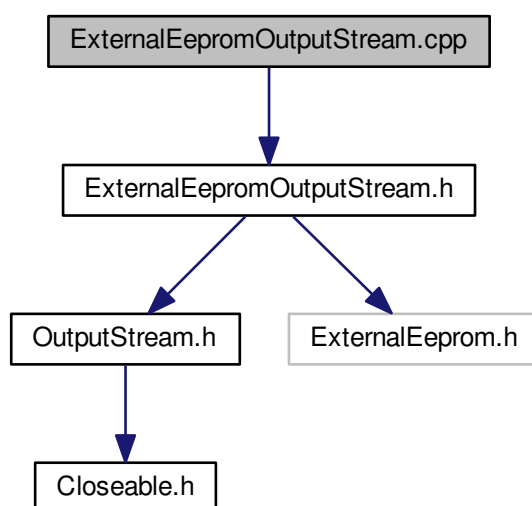 ExternalEepromOutputStream.cpp
ExternalEepromOutputStream.h
OutputStream.h
ExternalEeprom.h
Closeable.h